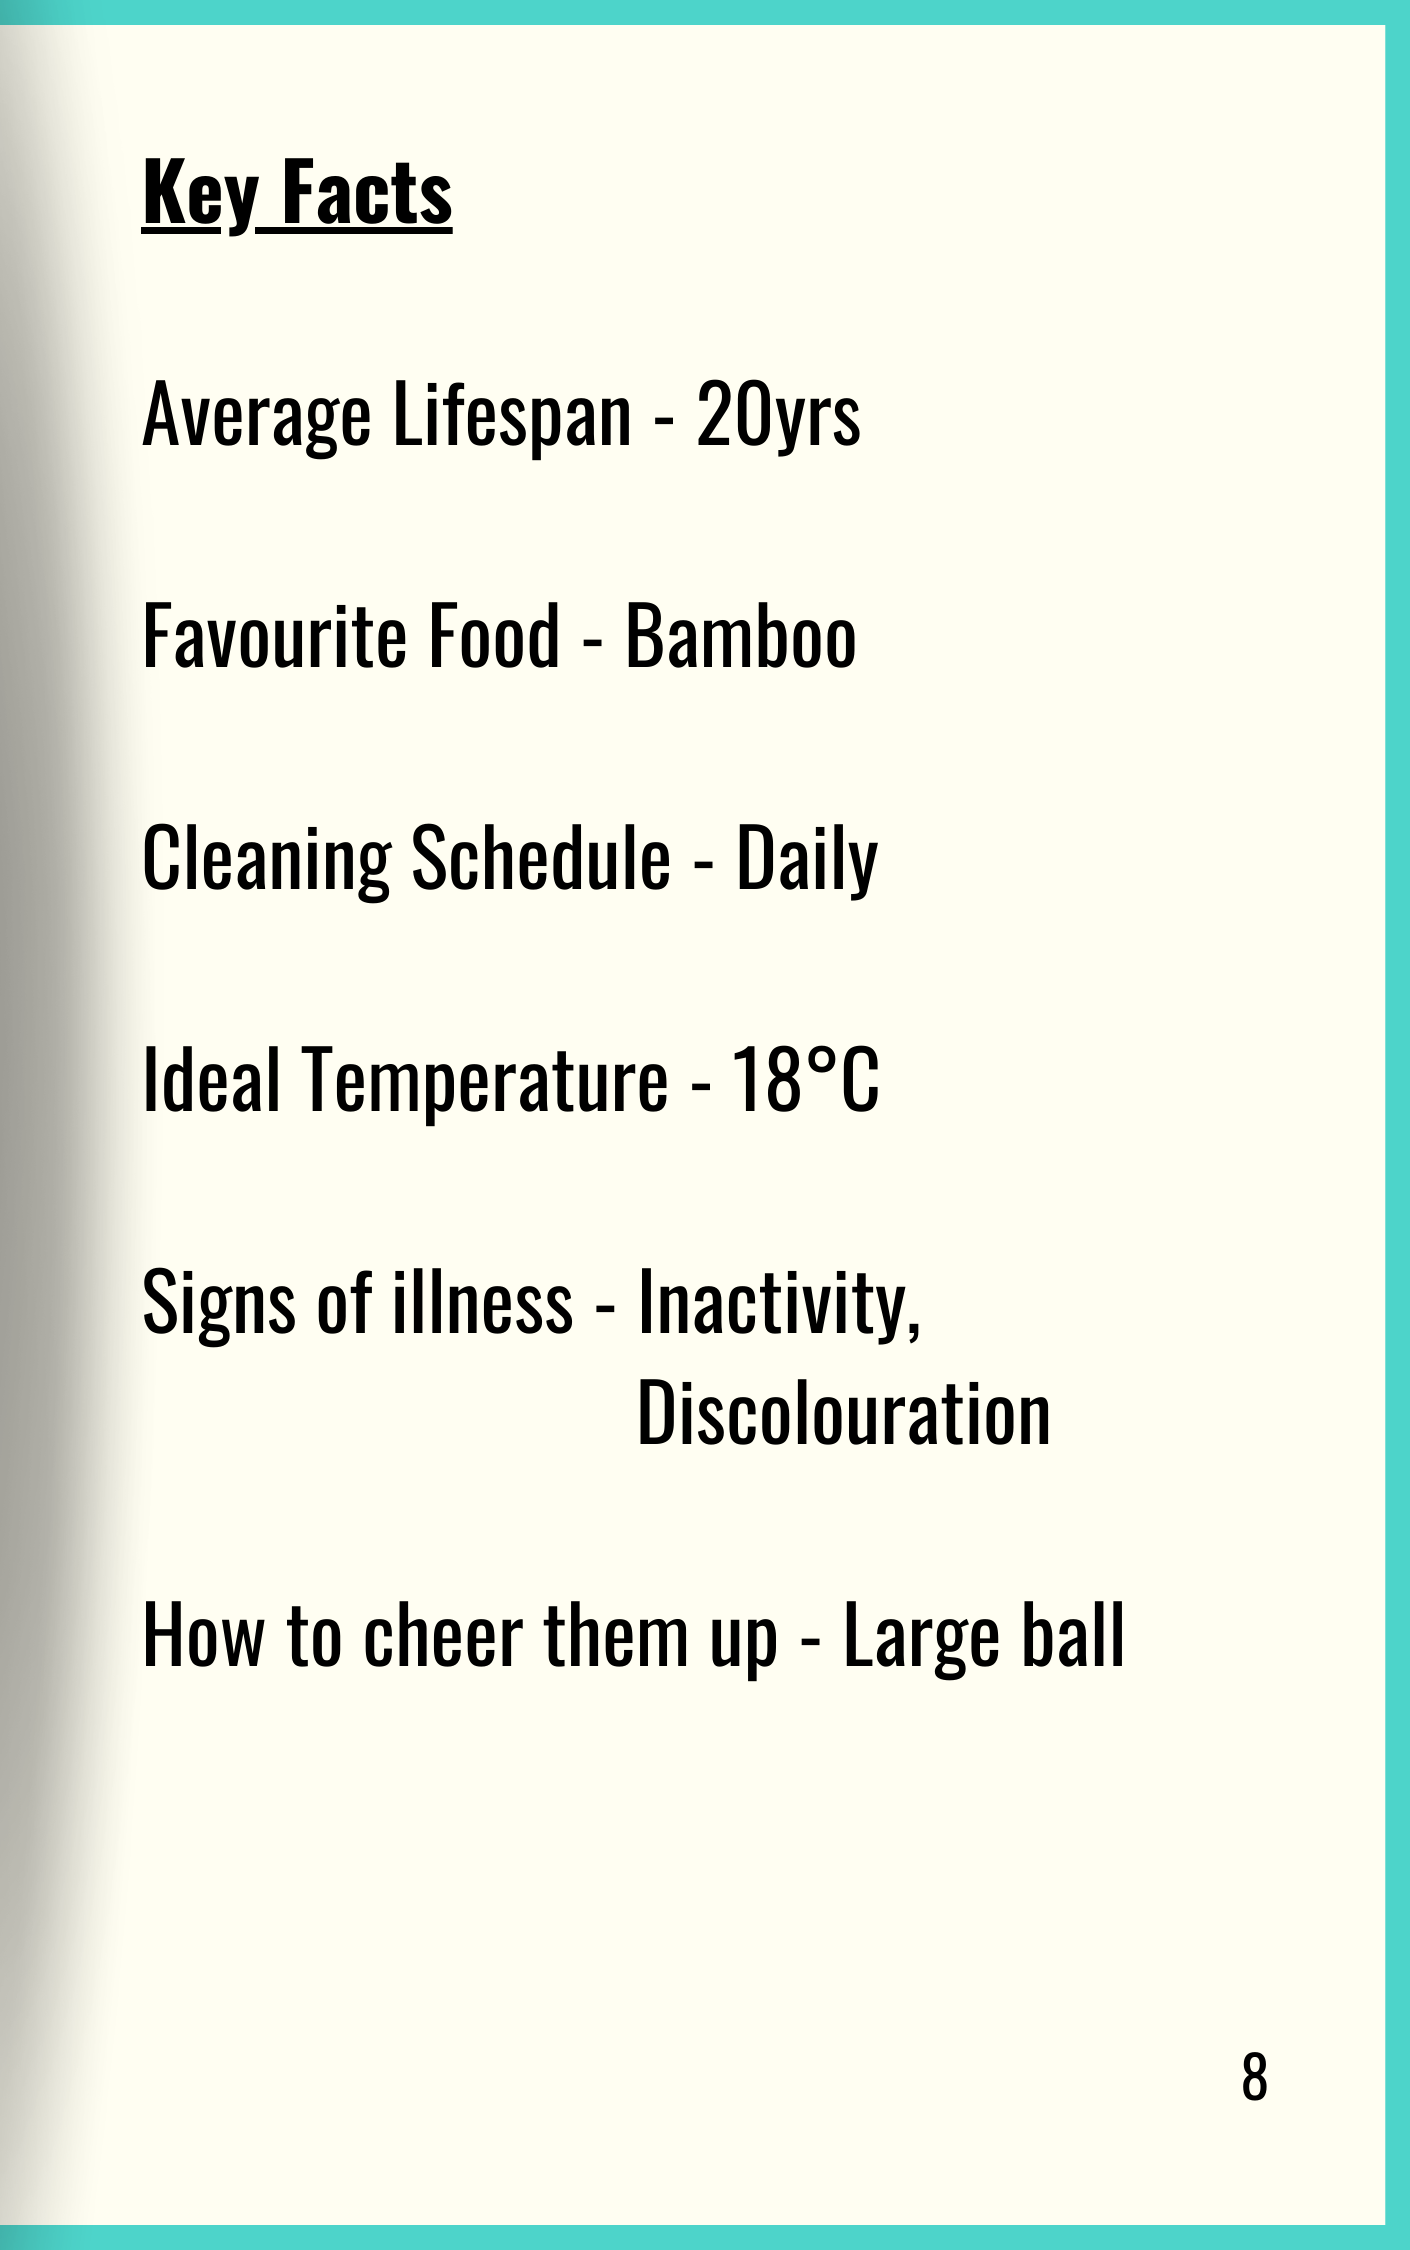 Key Facts
Average Lifespan - 20yrs
Favourite Food - Bamboo
Cleaning Schedule - Daily
Ideal Temperature - 18°C
Signs of illness - Inactivity,
Discolouration
How to cheer them up - Large ball
8